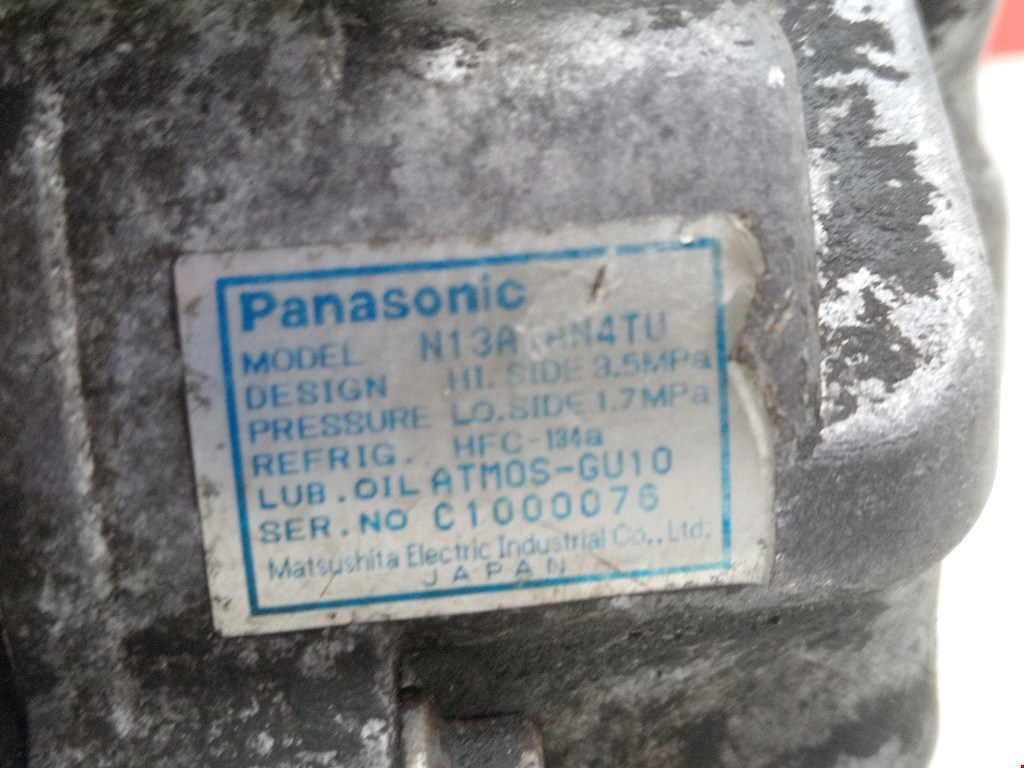 Panasonic
MODEL
DESIGN HI. SIDE 3.5MPa
PRESSURE LO.SIDE 1.7MPa
REFRIG. HFC-134a
LUB.OIL ATMOS-GU10
SER.NO C1000076
Matsushita Electric Industrial Co., Ltd.
JAPAN